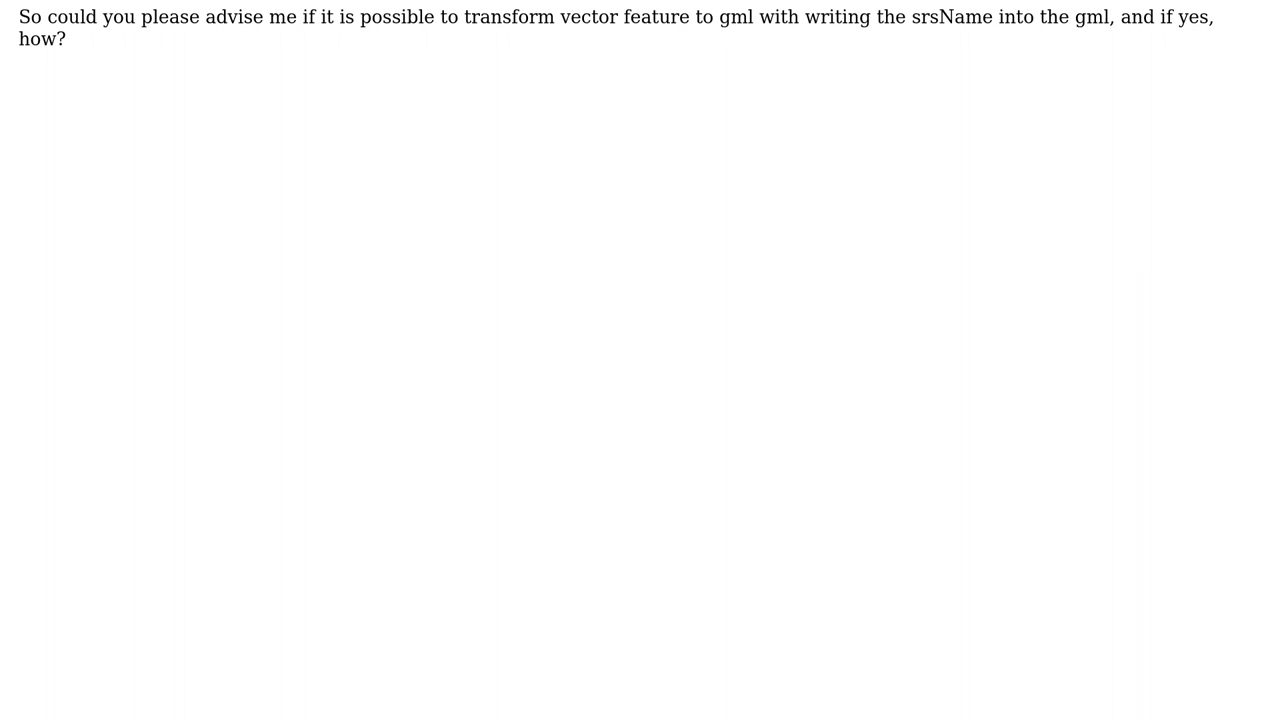 So could you please advise me if it is possible to transform vector feature to gml with writing the srsName into the gml, and if yes,
how?